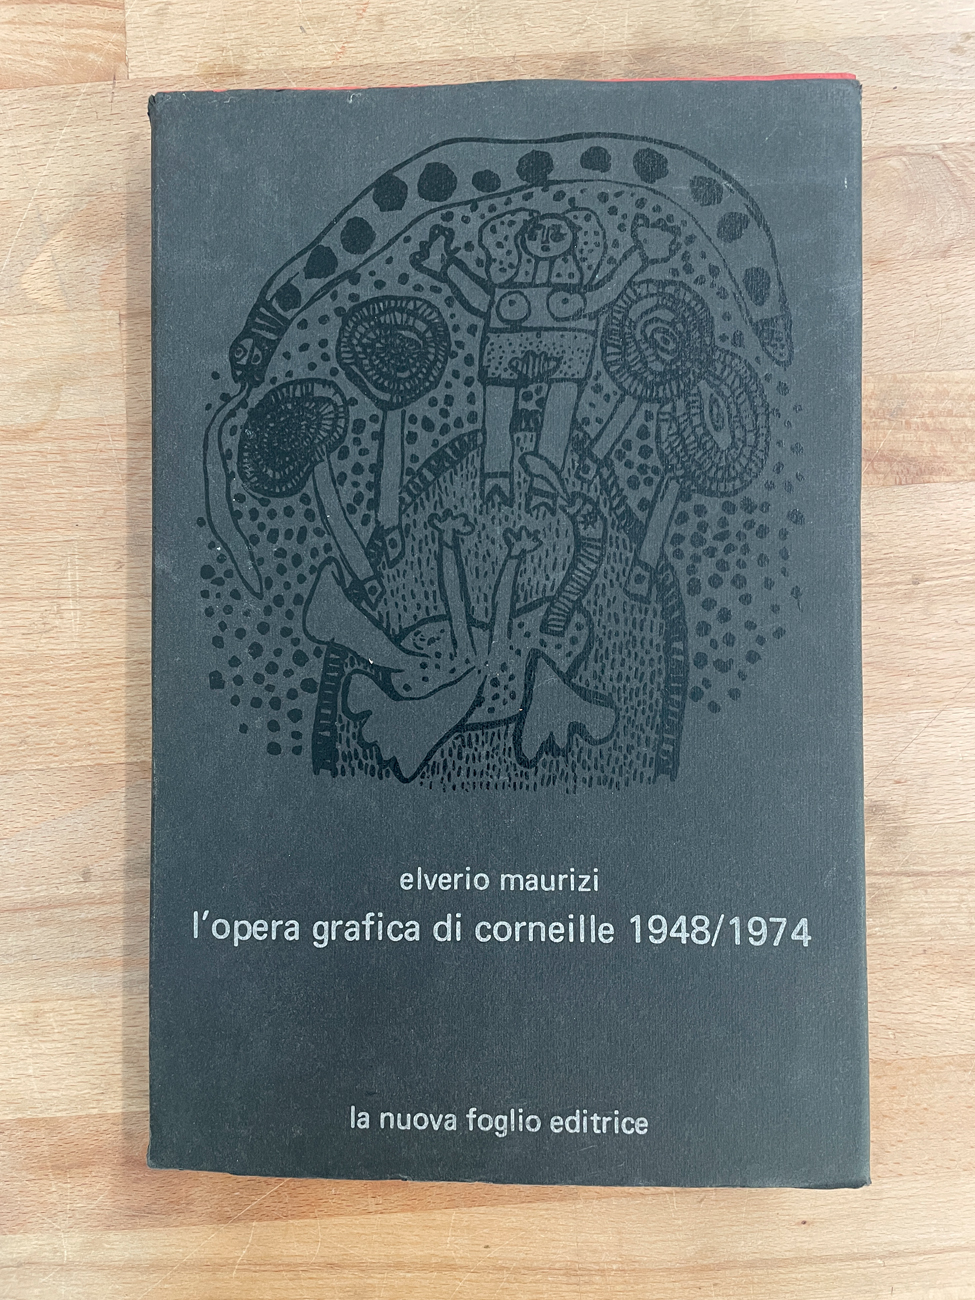 elverio maurizi
l'opera grafica di corneille 1948/1974
la nuova foglio editrice